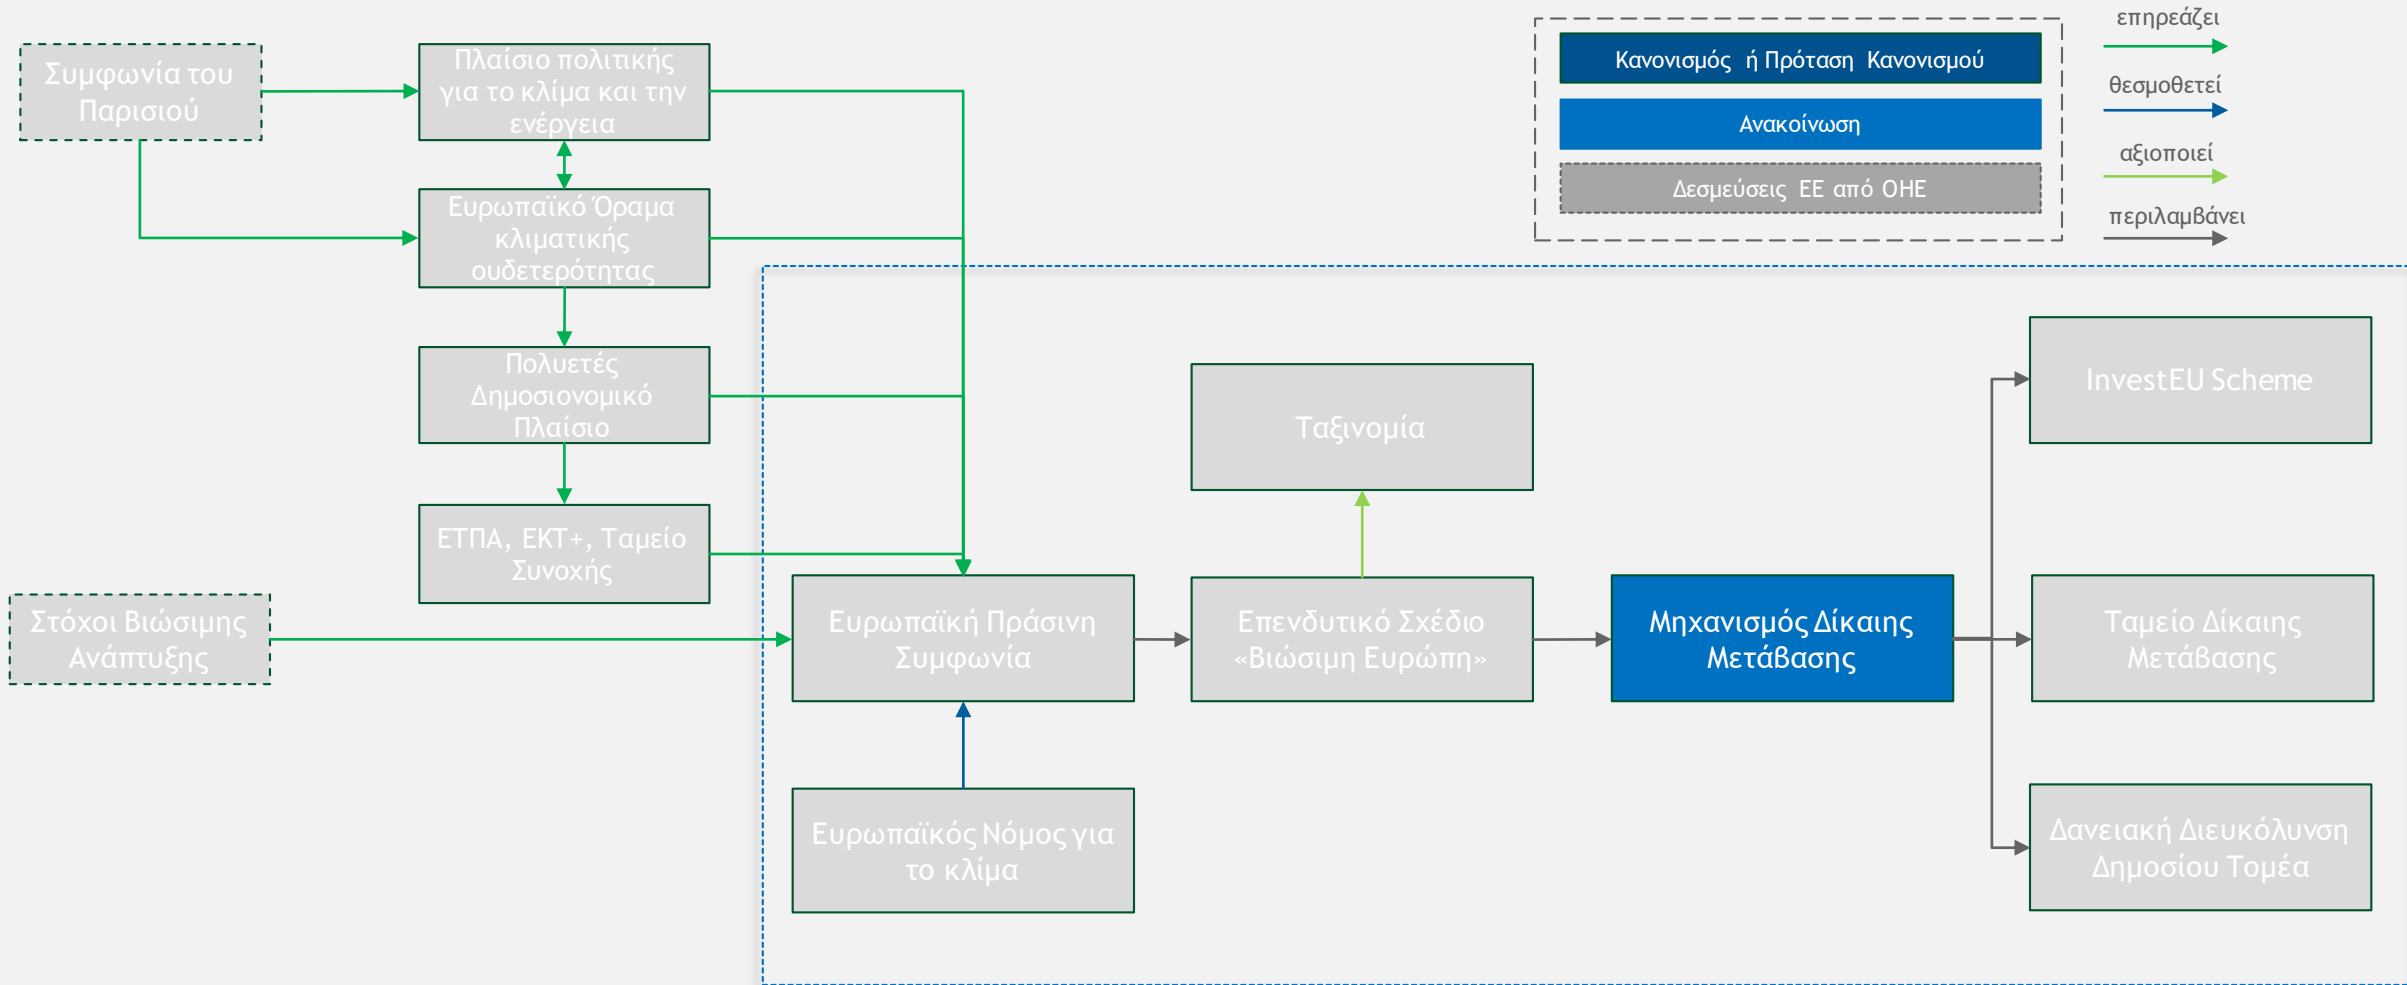 Συμφωνία του
Παρισιού
Πλαίσιο πολιτικής
για το κλίμα και την
ενέργεια
Ευρωπαϊκό Όραμα
κλιματικής
ουδετερότητας
Πολυετές
Δημοσιονομικό
Πλαίσιο
ΕΤΠΑ, ΕΚΤ+, Ταμείο
Συνοχής
Στόχοι Βιώσιμης
Ανάπτυξης
Κανονισμός ή Πρόταση Κανονισμού
Ανακοίνωση
Δεσμεύσεις ΕΕ από ΟΗΕ
επηρεάζει
θεσμοθετεί
αξιοποιεί
περιλαμβάνει
Ταξινομία
Ευρωπαϊκή Πράσινη
Συμφωνία
Επενδυτικό Σχέδιο
«Βιώσιμη Ευρώπη»
Μηχανισμός Δίκαιης
Μετάβασης
Ευρωπαϊκός Νόμος για
το κλίμα
InvestEU Scheme
Ταμείο Δίκαιης
Μετάβασης
Δανειακή Διευκόλυνση
Δημοσίου Τομέα